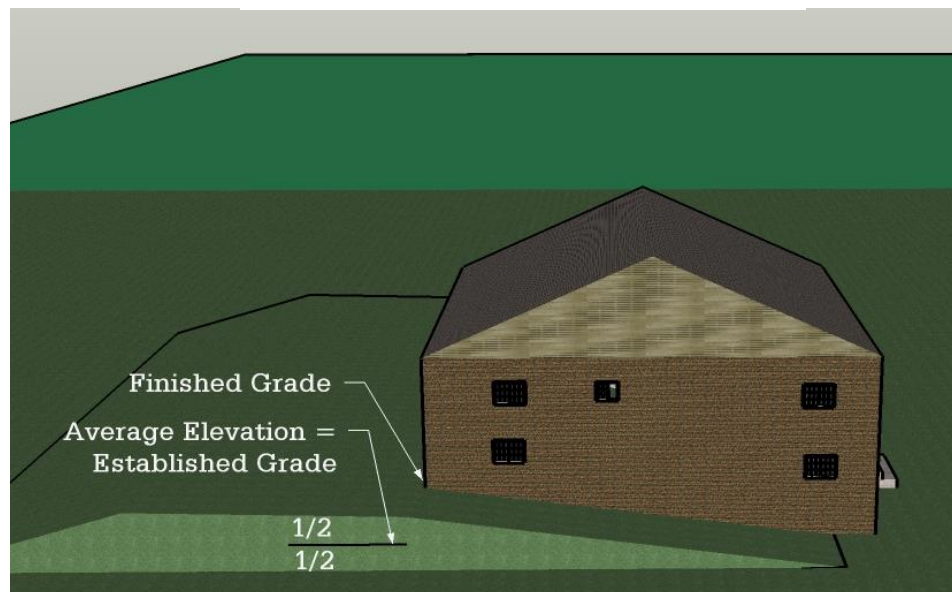 Finished Grade
Average Elevation =
Established Grade
1/2
1/2